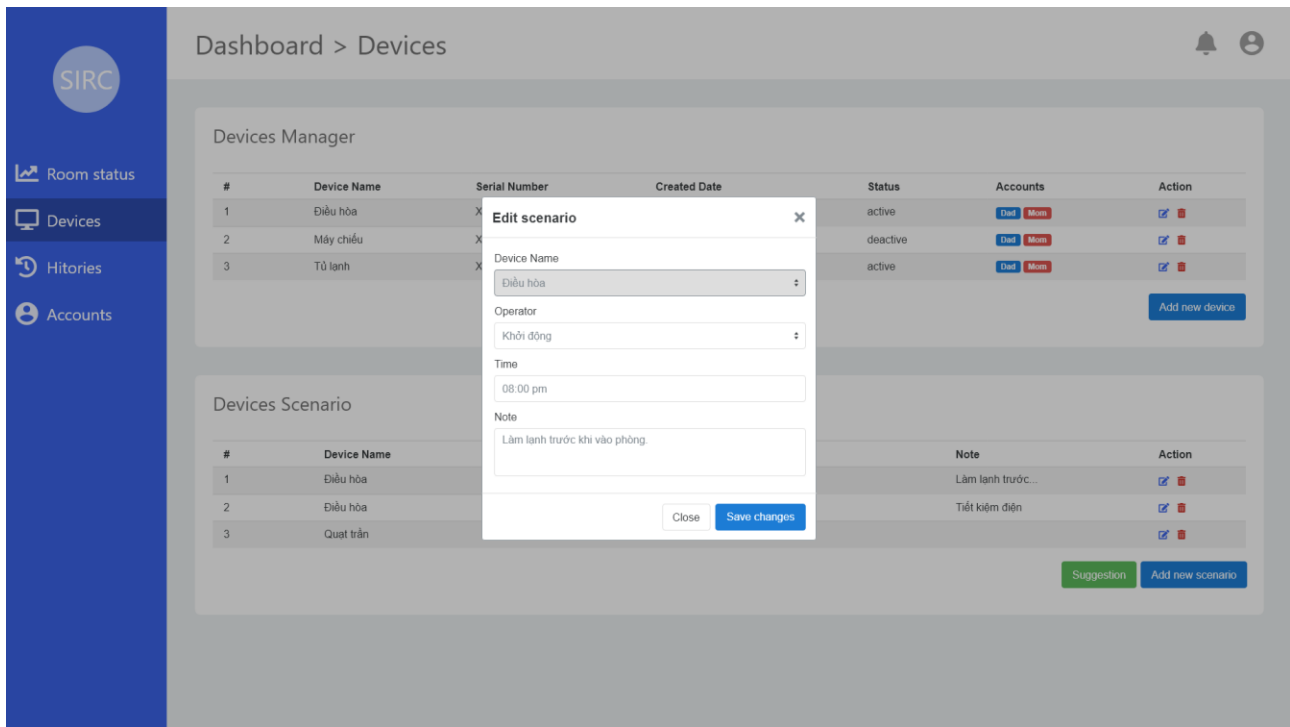 SIRC
Dashboard > Devices
Room status
Devices
Hitories
Accounts
Devices Manager
# Device Name Serial Number Created Date Status Accounts Action
1 Điều hòa X active Dad Mom
2 Máy chiếu X deactive Dad Mom
3 Tủ lạnh X active Dad Mom
Add new device
Edit scenario ×
Device Name
Điều hòa
Operator
Khởi động
Time
08:00 pm
Note
Làm lạnh trước khi vào phòng.
Close Save changes
Devices Scenario
# Device Name Note Action
1 Điều hòa Làm lạnh trước...
2 Điều hòa Tiết kiệm điện
3 Quạt trần
Suggestion Add new scenario